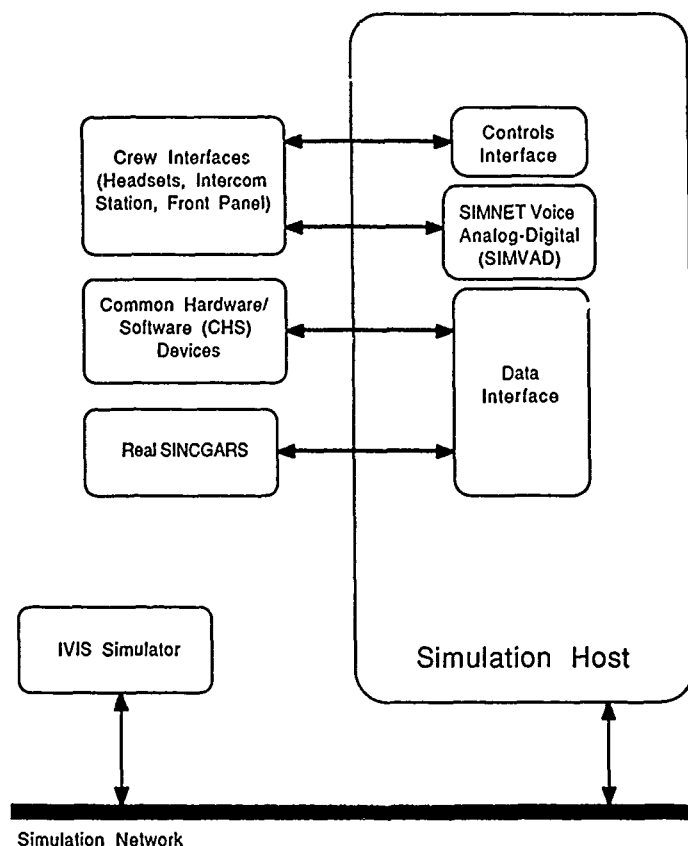 Crew Interfaces
(Headsets, Intercom
Station, Front Panel)
Controls
Interface
SIMNET Voice
Analog-Digital
(SIMVAD)
Common Hardware/
Software (CHS)
Devices
Data
Interface
Real SINCGARS
IVIS Simulator
Simulation Host
Simulation Network